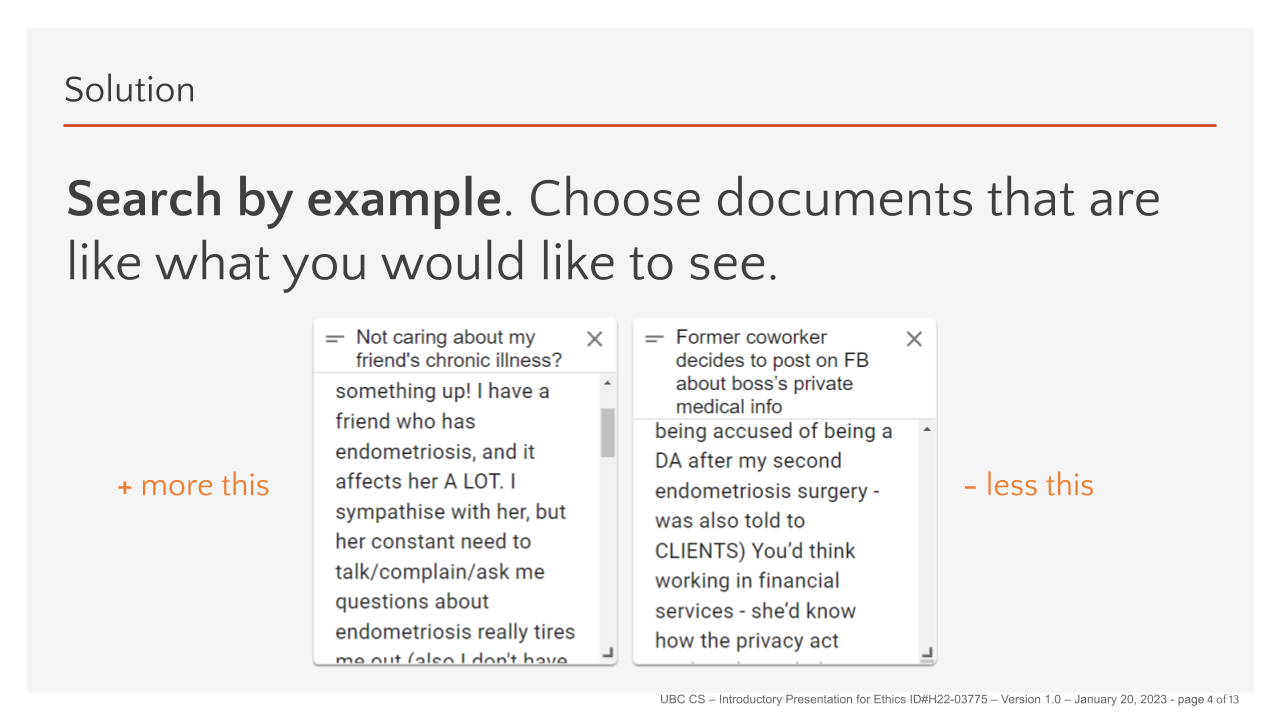 Solution
Search by example. Choose documents that are
like what you would like to see.
+ more this
Not caring about my
friend's chronic illness?
something up! I have a
friend who has
endometriosis, and it
affects her A LOT. I
sympathise with her, but
her constant need to
talk/complain/ask me
questions about
endometriosis really tires
me out (also I don't have
Former coworker
decides to post on FB
about boss’s private
medical info
being accused of being a
DA after my second
endometriosis surgery -
was also told to
CLIENTS) You’d think
working in financial
services - she’d know
how the privacy act
- less this
UBC CS – Introductory Presentation for Ethics ID#H22-03775 – Version 1.0 – January 20, 2023 - page 4 of 13